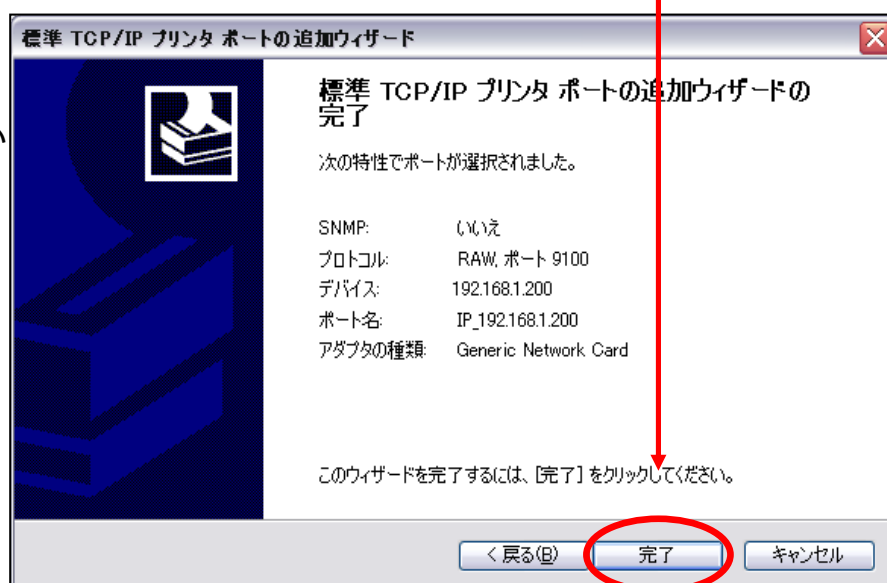 標準 TCP/IP プリンタ ポートの追加ウィザード
標準 TCP/IP プリンタ ポートの追加ウィザードの
完了
次の特性でポートが選択されました。
SNMP: いいえ
プロトコル: RAW, ポート 9100
デバイス: 192.168.1.200
ポート名: IP_192.168.1.200
アダプタの種類: Generic Network Card
このウィザードを完了するには、[完了] をクリックしてください。
< 戻る(B) 完了 キャンセル